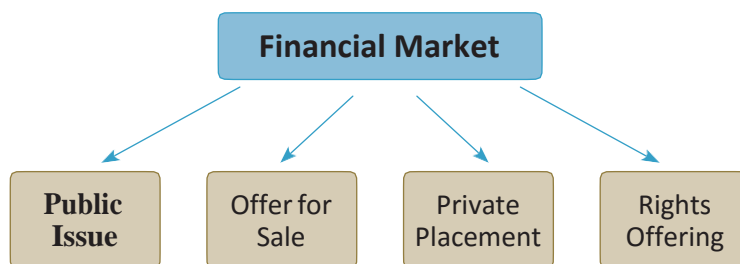 Financial Market
Public
Issue
Offer for
Sale
Private
Placement
Rights
Offering